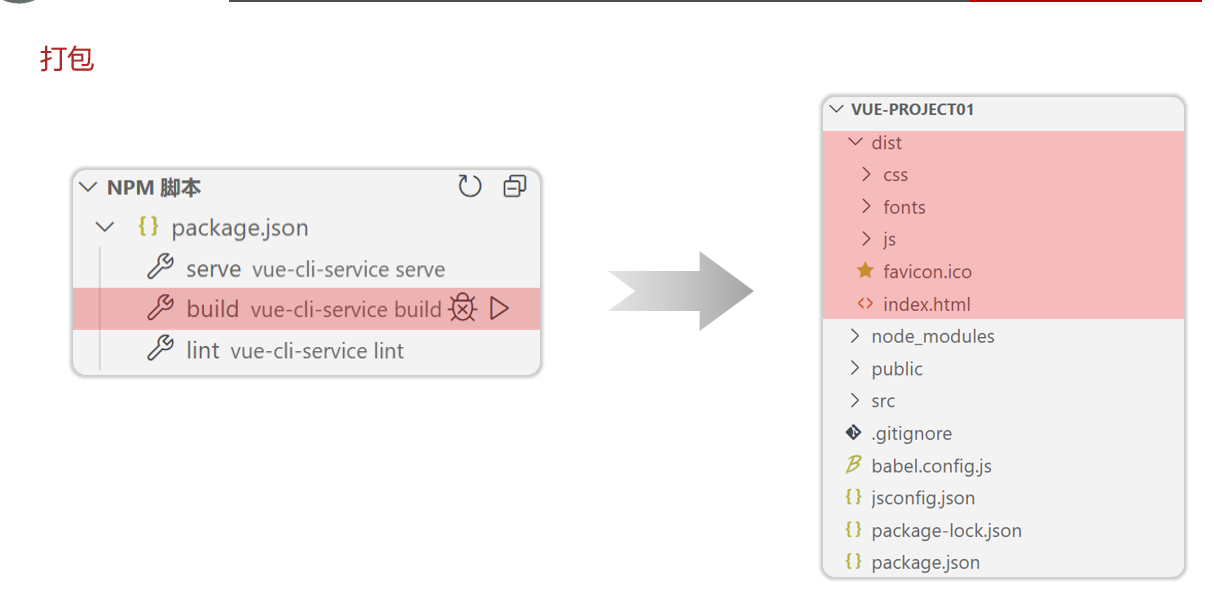 打包
NPM 脚本
package.json
serve vue-cli-service serve
build vue-cli-service build
lint vue-cli-service lint
VUE-PROJECT01
dist
css
fonts
js
favicon.ico
index.html
node_modules
public
src
.gitignore
babel.config.js
jsconfig.json
package-lock.json
package.json